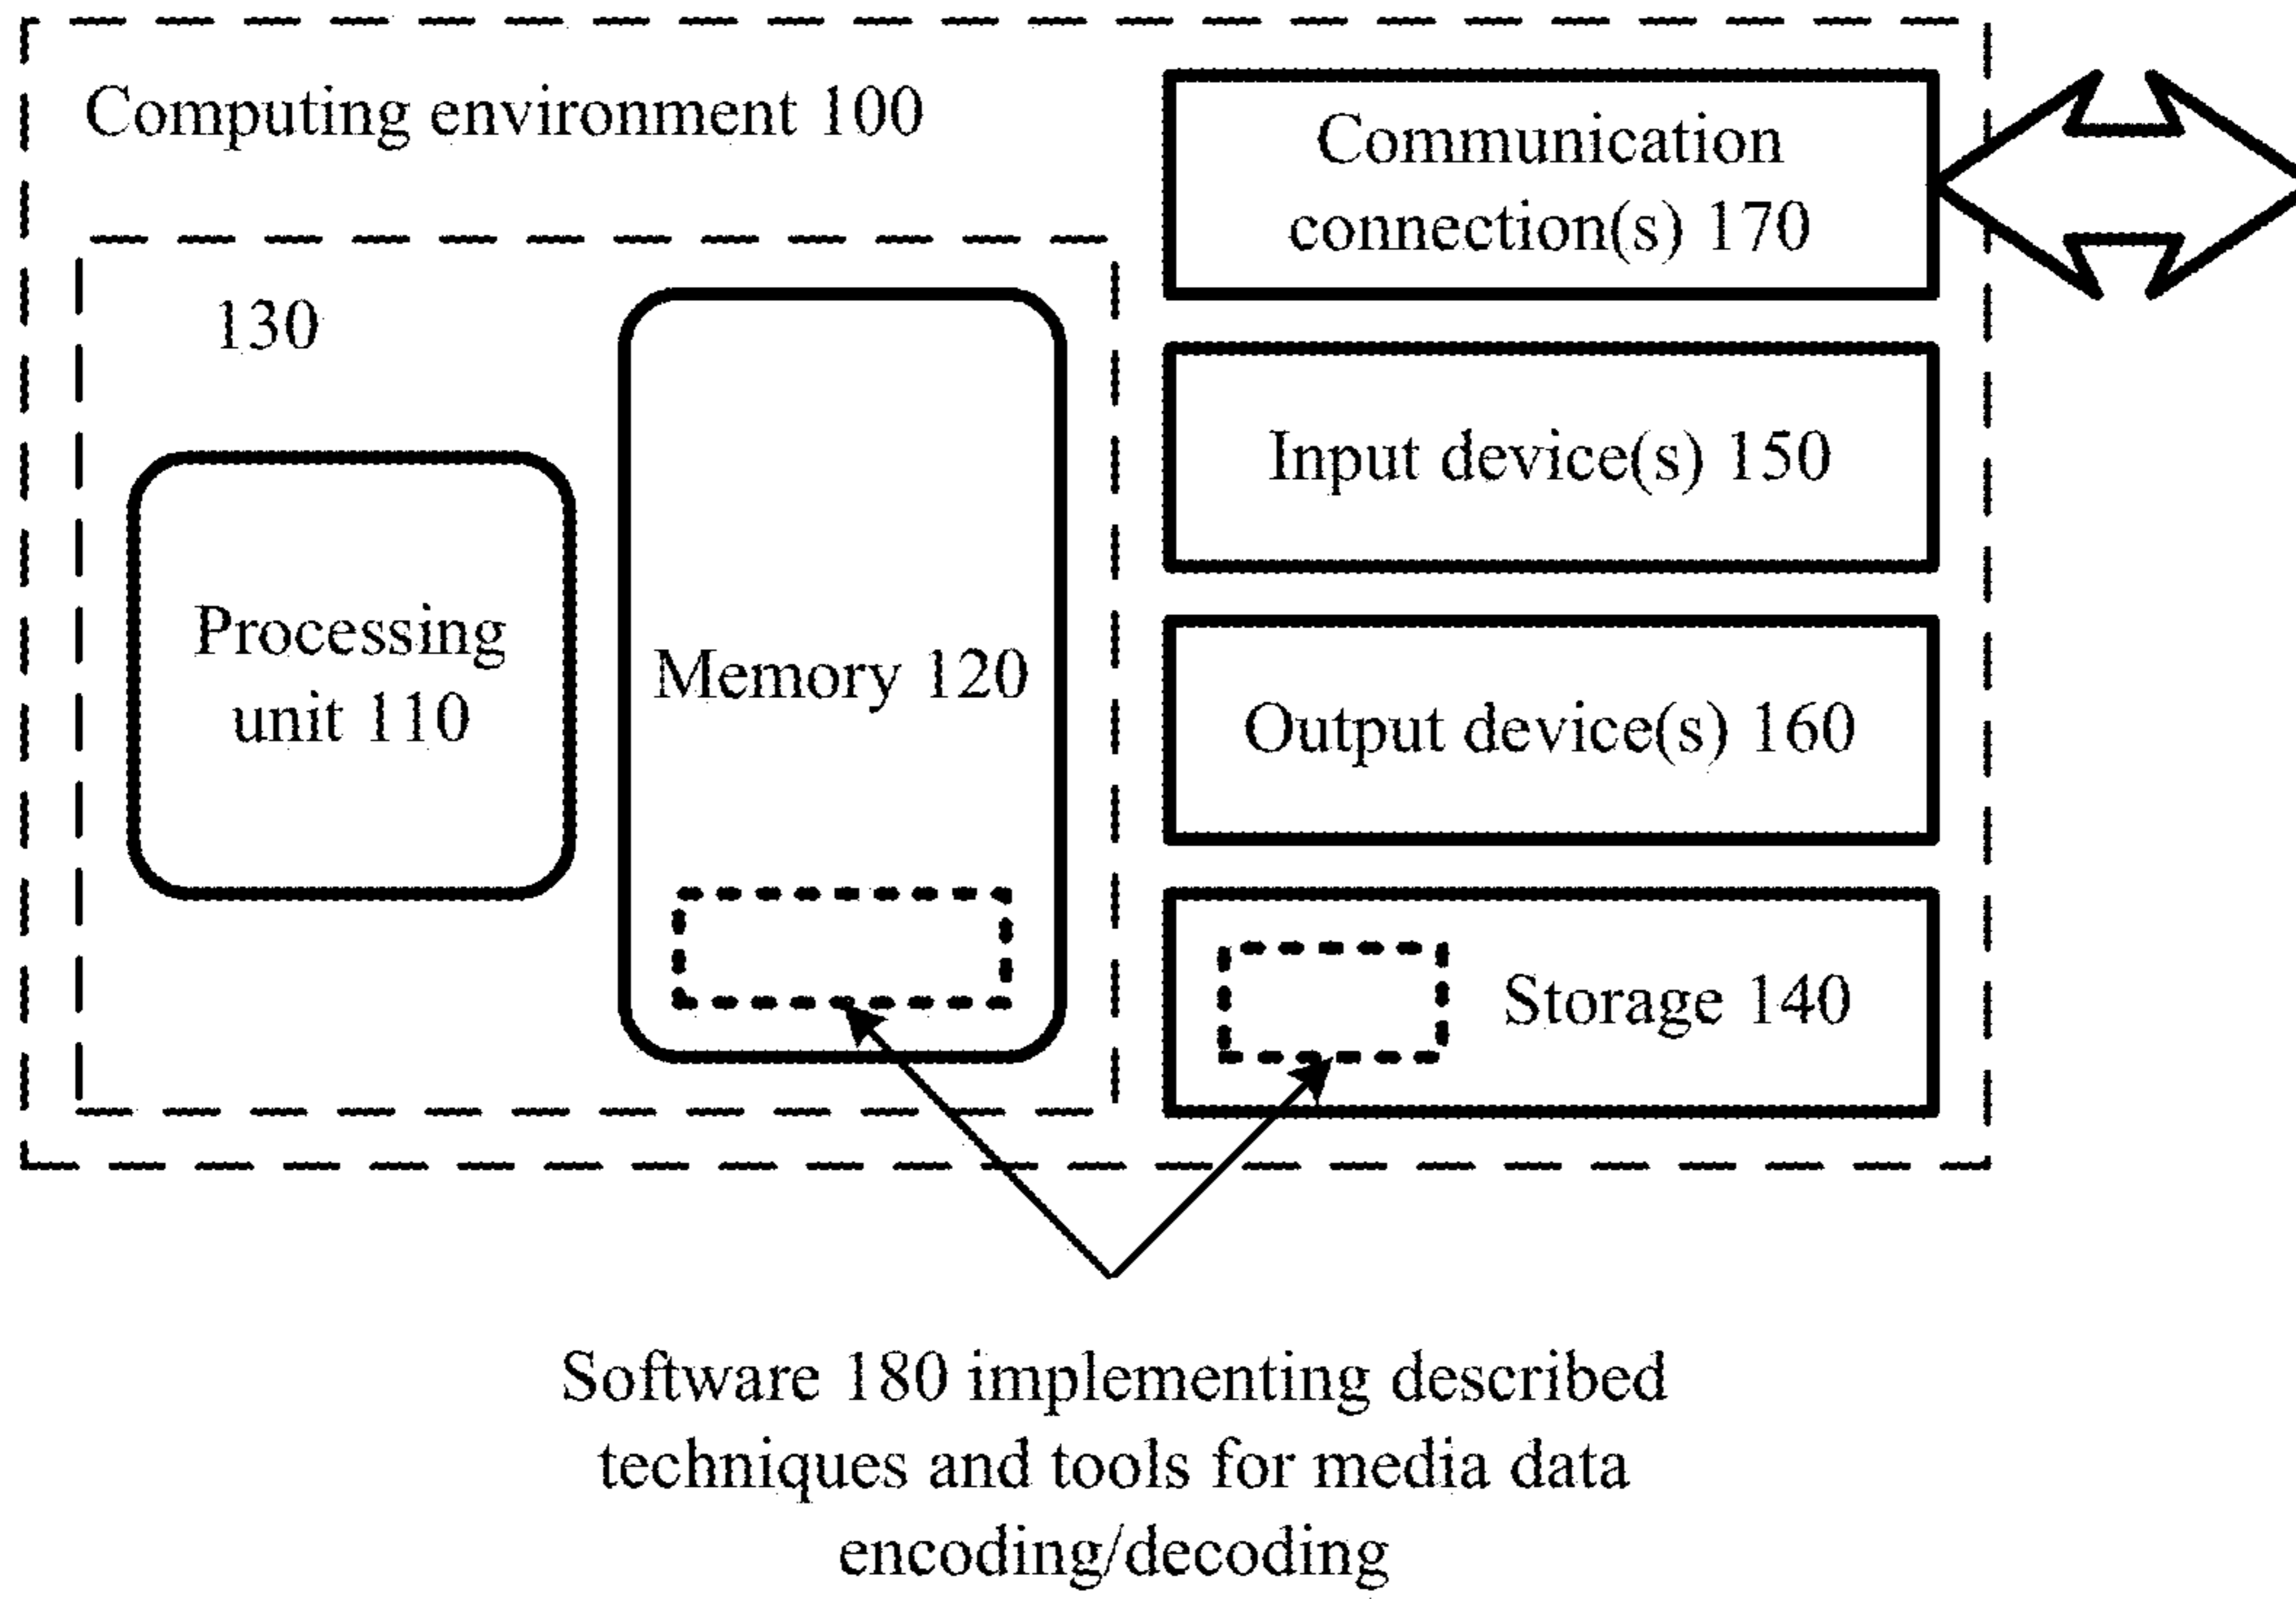 Computing environment 100
Communication
connection(s) 170
130
Input device(s) 150
Processing
unit 110
Memory 120
Output device(s) 160
Storage 140
Software 180 implementing described
techniques and tools for media data
encoding/decoding